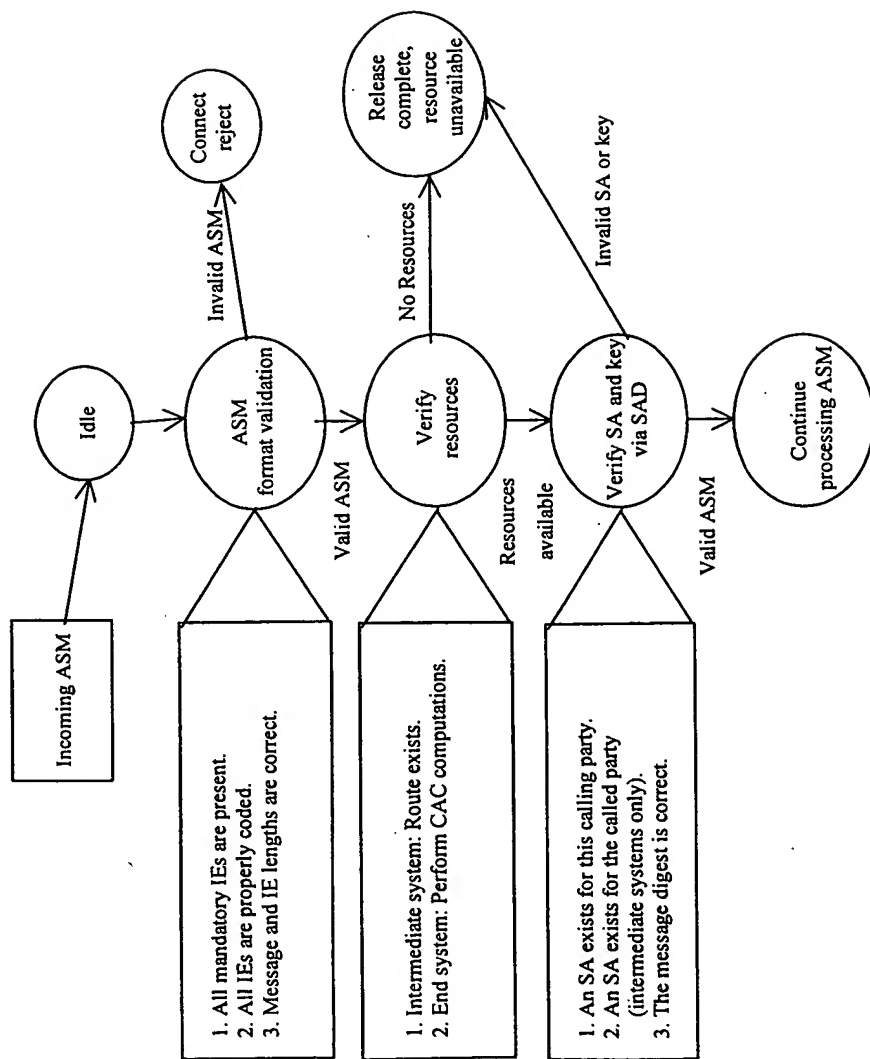 Incoming ASM
Idle
1. All mandatory IEs are present.
2. All IEs are properly coded.
3. Message and IE lengths are correct.
ASM
format validation
Invalid ASM
Connect
reject
Valid ASM
1. Intermediate system: Route exists.
2. End system: Perform CAC computations.
Verify
resources
No Resources
Release
complete,
resource
unavailable
Resources
available
1. An SA exists for this calling party.
2. An SA exists for the called party
(intermediate systems only).
3. The message digest is correct.
Verify SA and key
via SAD
Invalid SA or key
Valid ASM
Continue
processing ASM